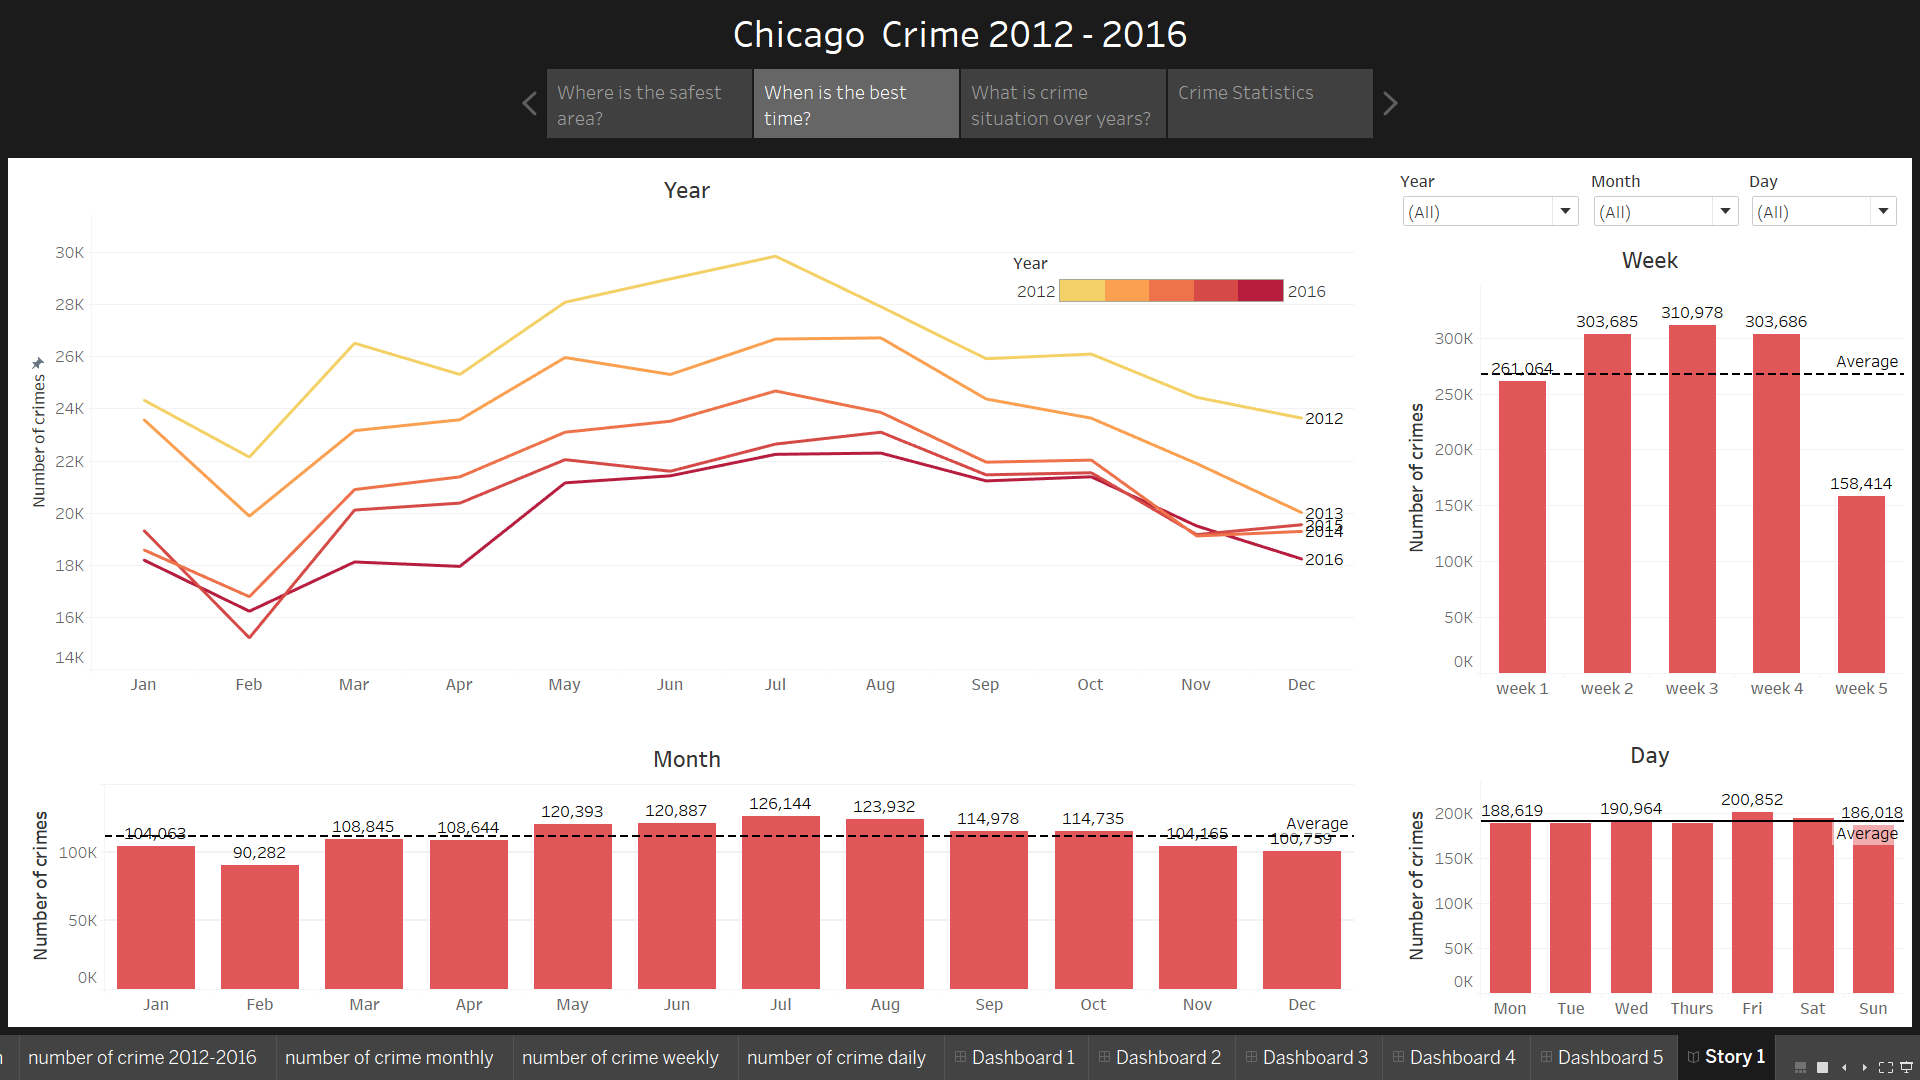 Chicago  Crime 2012 - 2016
Where is the safest
area?
When is the best
time?
What is crime
situation over years?
Crime Statistics
Year
Number of crimes
30K
28K
26K
24K
22K
20K
18K
16K
14K
Year
2012
2016
2012
2013
2015
2014
2016
Jan
Feb
Mar
Apr
May
Jun
Jul
Aug
Sep
Oct
Nov
Dec
Year
Month
Day
(All)
(All)
(All)
Week
Number of crimes
300K
250K
200K
150K
100K
50K
0K
261,064
303,685
310,978
303,686
158,414
Average
week 1
week 2
week 3
week 4
week 5
Month
Number of crimes
100K
50K
0K
104,063
90,282
108,845
108,644
120,393
120,887
126,144
123,932
114,978
114,735
104,165
100,759
Average
Jan
Feb
Mar
Apr
May
Jun
Jul
Aug
Sep
Oct
Nov
Dec
Day
Number of crimes
200K
150K
100K
50K
0K
188,619
190,964
200,852
186,018
Average
Mon
Tue
Wed
Thurs
Fri
Sat
Sun
number of crime 2012-2016
number of crime monthly
number of crime weekly
number of crime daily
Dashboard 1
Dashboard 2
Dashboard 3
Dashboard 4
Dashboard 5
Story 1